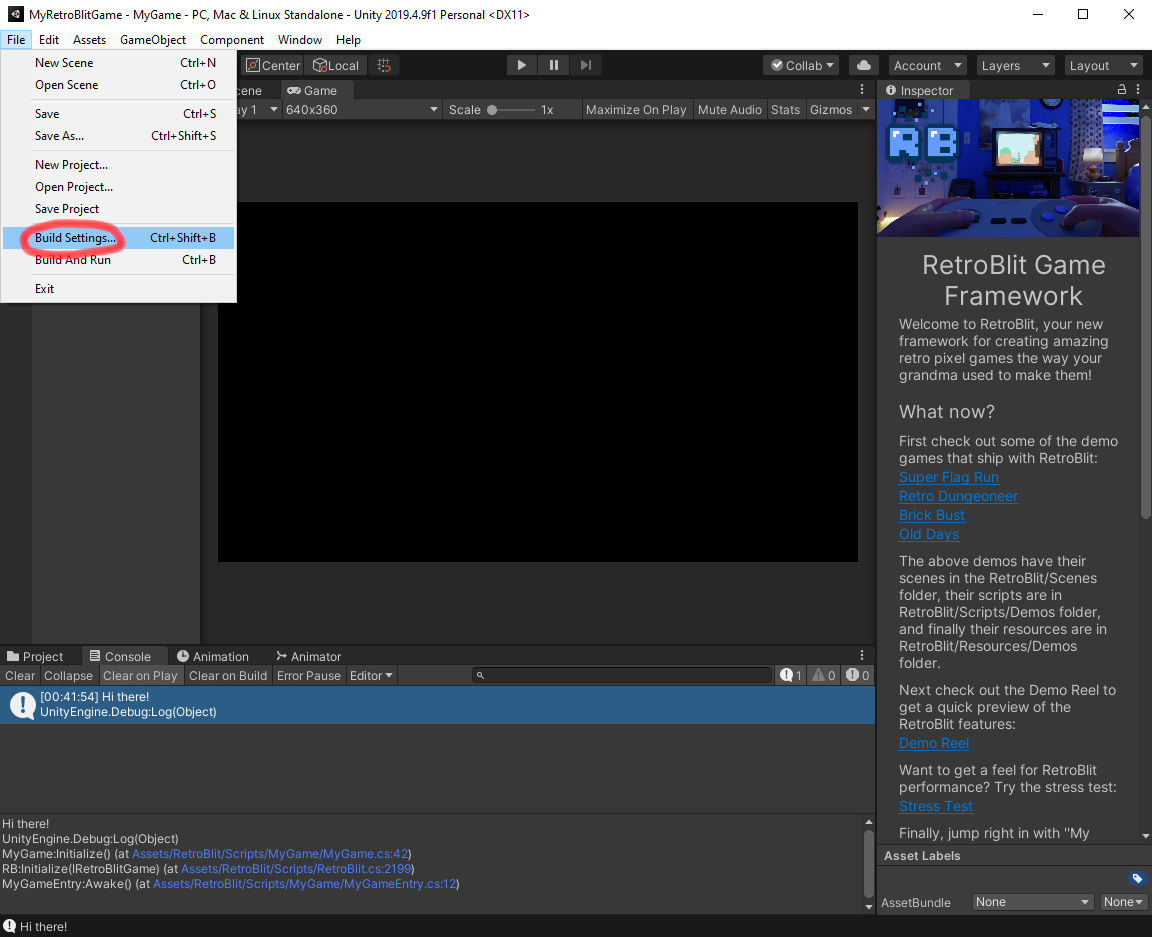 MyRetroBlitGame - MyGame - PC, Mac & Linux Standalone - Unity 2019.4.9f1 Personal <DX11>
File Edit Assets GameObject Component Window Help
New Scene Ctrl+N
Open Scene Ctrl+O
Save Ctrl+S
Save As... Ctrl+Shift+S
New Project...
Open Project...
Save Project
Build Settings... Ctrl+Shift+B
Build And Run Ctrl+B
Exit
Center Local Collab Account Layers Layout
cene Game
ay 1 640x360 Scale 1x Maximize On Play Mute Audio Stats Gizmos
Inspector
RB
RetroBlit Game
Framework
Welcome to RetroBlit, your new
framework for creating amazing
retro pixel games the way your
grandma used to make them!
What now?
First check out some of the demo
games that ship with RetroBlit:
Super Flag Run
Retro Dungeoneer
Brick Bust
Old Days
The above demos have their
scenes in the RetroBlit/Scenes
folder, their scripts are in
RetroBlit/Scripts/Demos folder,
and finally their resources are in
RetroBlit/Resources/Demos
folder.
Next check out the Demo Reel to
get a quick preview of the
RetroBlit features:
Demo Reel
Want to get a feel for RetroBlit
performance? Try the stress test:
Stress Test
Finally, jump right in with "My
Asset Labels
AssetBundle None None
Project Console Animation Animator
Clear Collapse Clear on Play Clear on Build Error Pause Editor 1 0 0
[00:41:54] Hi there!
UnityEngine.Debug:Log(Object)
Hi there!
UnityEngine.Debug:Log(Object)
MyGame:Initialize() (at Assets/RetroBlit/Scripts/MyGame/MyGame.cs:42)
RB:Initialize(IRetroBlitGame) (at Assets/RetroBlit/Scripts/RetroBlit.cs:2199)
MyGameEntry:Awake() (at Assets/RetroBlit/Scripts/MyGame/MyGameEntry.cs:12)
Hi there!